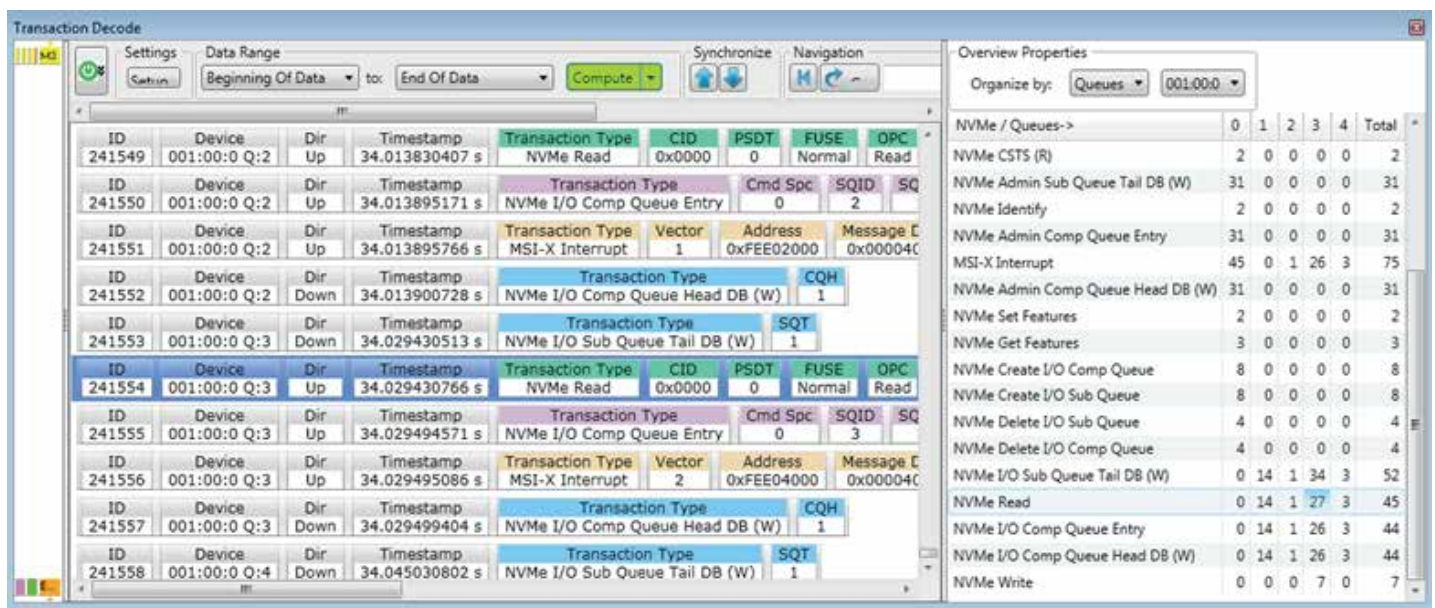 Transaction Decode
Settings Data Range Synchronize Navigation
Setup Beginning Of Data to: End Of Data Compute
ID Device Dir Timestamp Transaction Type CID PSDT FUSE OPC
241549 001:00:0 Q:2 Up 34.013830407 s NVMe Read 0x0000 0 Normal Read
ID Device Dir Timestamp Transaction Type Cmd Spc SQID SQ
241550 001:00:0 Q:2 Up 34.013895171 s NVMe I/O Comp Queue Entry 0 2
ID Device Dir Timestamp Transaction Type Vector Address Message D
241551 001:00:0 Q:2 Up 34.013895766 s MSI-X Interrupt 1 0xFEE02000 0x000040
ID Device Dir Timestamp Transaction Type CQH
241552 001:00:0 Q:2 Down 34.013900728 s NVMe I/O Comp Queue Head DB (W) 1
ID Device Dir Timestamp Transaction Type SQT
241553 001:00:0 Q:3 Down 34.029430513 s NVMe I/O Sub Queue Tail DB (W) 1
ID Device Dir Timestamp Transaction Type CID PSDT FUSE OPC
241554 001:00:0 Q:3 Up 34.029430766 s NVMe Read 0x0000 0 Normal Read
ID Device Dir Timestamp Transaction Type Cmd Spc SQID SQ
241555 001:00:0 Q:3 Up 34.029494571 s NVMe I/O Comp Queue Entry 0 3
ID Device Dir Timestamp Transaction Type Vector Address Message D
241556 001:00:0 Q:3 Up 34.029495086 s MSI-X Interrupt 2 0xFEE04000 0x000040
ID Device Dir Timestamp Transaction Type CQH
241557 001:00:0 Q:3 Down 34.029499404 s NVMe I/O Comp Queue Head DB (W) 1
ID Device Dir Timestamp Transaction Type SQT
241558 001:00:0 Q:4 Down 34.045030802 s NVMe I/O Sub Queue Tail DB (W) 1
Overview Properties
Organize by: Queues 001:00:0
NVMe / Queues-> 0 1 2 3 4 Total
NVMe CSTS (R) 2 0 0 0 0 2
NVMe Admin Sub Queue Tail DB (W) 31 0 0 0 0 31
NVMe Identify 2 0 0 0 0 2
NVMe Admin Comp Queue Entry 31 0 0 0 0 31
MSI-X Interrupt 45 0 1 26 3 75
NVMe Admin Comp Queue Head DB (W) 31 0 0 0 0 31
NVMe Set Features 2 0 0 0 0 2
NVMe Get Features 3 0 0 0 0 3
NVMe Create I/O Comp Queue 8 0 0 0 0 8
NVMe Create I/O Sub Queue 8 0 0 0 0 8
NVMe Delete I/O Sub Queue 4 0 0 0 0 4
NVMe Delete I/O Comp Queue 4 0 0 0 0 4
NVMe I/O Sub Queue Tail DB (W) 0 14 1 34 3 52
NVMe Read 0 14 1 27 3 45
NVMe I/O Comp Queue Entry 0 14 1 26 3 44
NVMe I/O Comp Queue Head DB (W) 0 14 1 26 3 44
NVMe Write 0 0 0 7 0 7